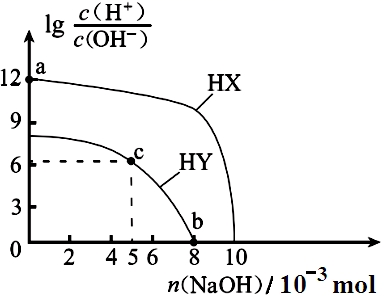 lg c(H⁺)/c(OH⁻)
12 a
HX
9
HY
6 c
3
b
0 2 4 5 6 8 10
n(NaOH)/10⁻³ mol